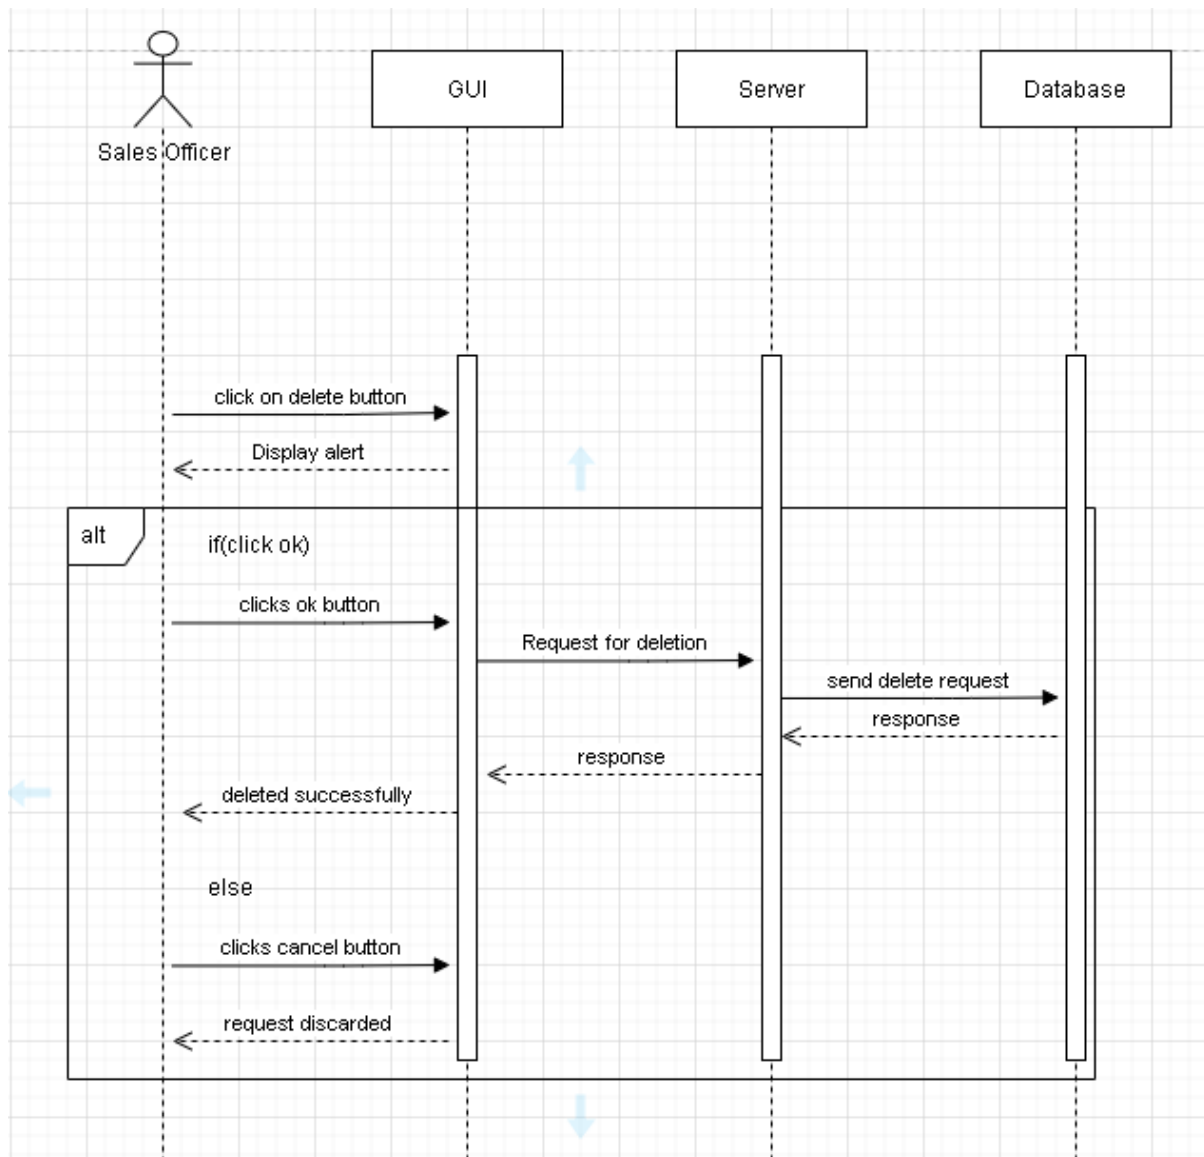 GUI
Server
Database
Sales Officer
click on delete button
Display alert
alt
if(click ok)
clicks ok button
Request for deletion
send delete request
response
response
deleted successfully
else
clicks cancel button
request discarded